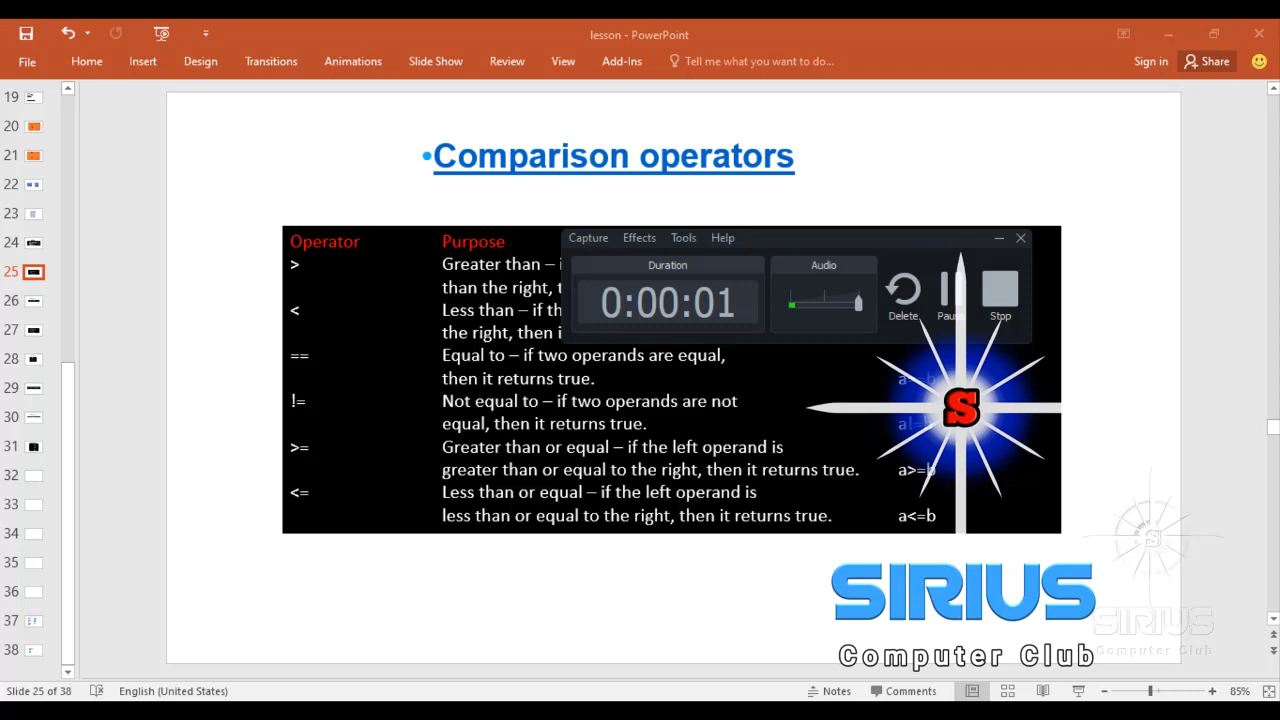 lesson - PowerPoint
File Home Insert Design Transitions Animations Slide Show Review View Add-Ins Tell me what you want to do... Sign in Share
19
20
21
22
23
24
25
26
27
28
29
30
31
32
33
34
35
36
37
38
•Comparison operators
Operator Purpose
> Greater than – i
than the right, t
< Less than – if th
the right, then i
== Equal to – if two operands are equal,
then it returns true. a==b
!= Not equal to – if two operands are not
equal, then it returns true.
>= Greater than or equal – if the left operand is
greater than or equal to the right, then it returns true. a>=b
<= Less than or equal – if the left operand is
less than or equal to the right, then it returns true. a<=b
Capture Effects Tools Help
Duration Audio
0:00:01
Delete Pause Stop
S
SIRIUS
Computer Club
S
SIRIUS
Computer Club
Slide 25 of 38 English (United States) Notes Comments 85%